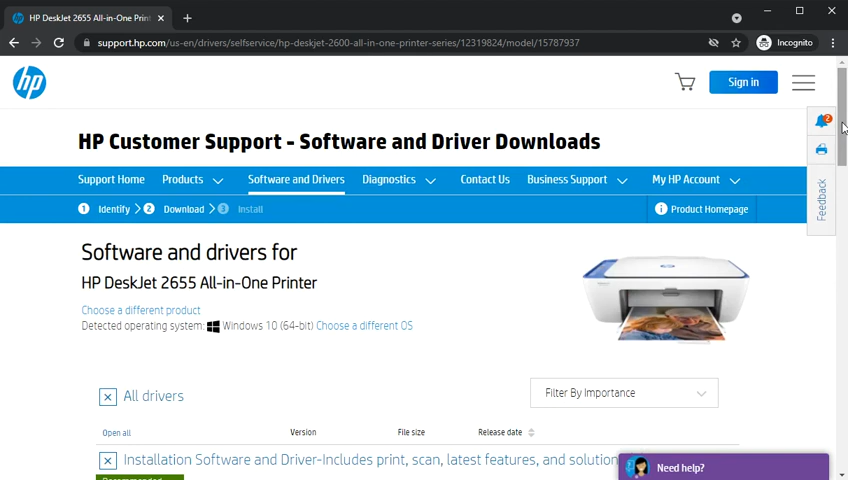 HP DeskJet 2655 All-in-One Print
support.hp.com/us-en/drivers/selfservice/hp-deskjet-2600-all-in-one-printer-series/12319824/model/15787937
Incognito
hp
Sign in
2
HP Customer Support - Software and Driver Downloads
Support Home Products Software and Drivers Diagnostics Contact Us Business Support My HP Account
Feedback
1 Identify 2 Download 3 Install
Product Homepage
Software and drivers for
HP DeskJet 2655 All-in-One Printer
Choose a different product
Detected operating system: Windows 10 (64-bit) Choose a different OS
All drivers
Filter By Importance
Open all Version File size Release date
Installation Software and Driver-Includes print, scan, latest features, and solution
Recommended
Need help?